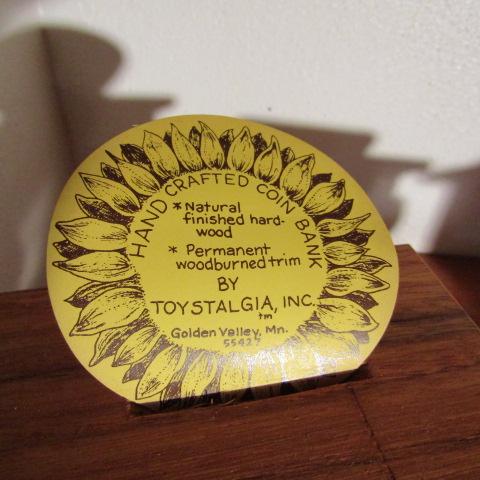 HAND CRAFTED COIN BANK
* Natural
finished hard-
wood
* Permanent
woodburned trim
BY
TOYSTALGIA, INC.
tm
Golden Valley, Mn.
55427